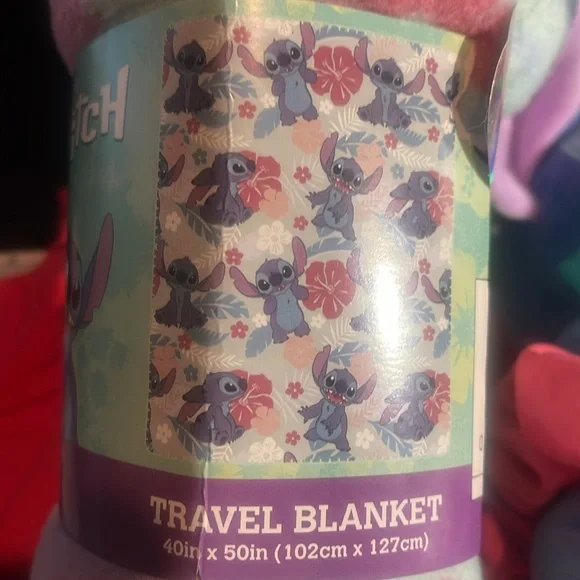 TRAVEL BLANKET
40in x 50in (102cm x 127cm)